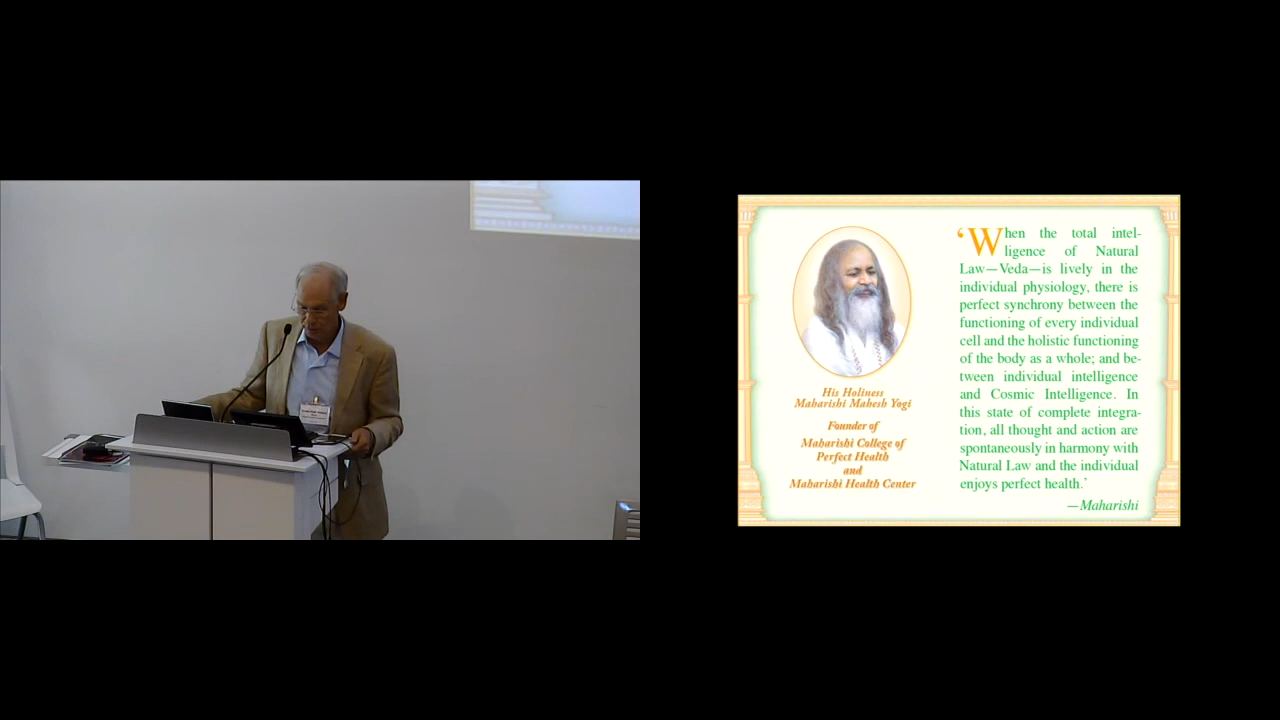 His Holiness
Maharishi Mahesh Yogi
Founder of
Maharishi College of
Perfect Health
and
Maharishi Health Center
‘When the total intel-
ligence of Natural
Law—Veda—is lively in the
individual physiology, there is
perfect synchrony between the
functioning of every individual
cell and the holistic functioning
of the body as a whole; and be-
tween individual intelligence
and Cosmic Intelligence. In
this state of complete integra-
tion, all thought and action are
spontaneously in harmony with
Natural Law and the individual
enjoys perfect health.’
—Maharishi